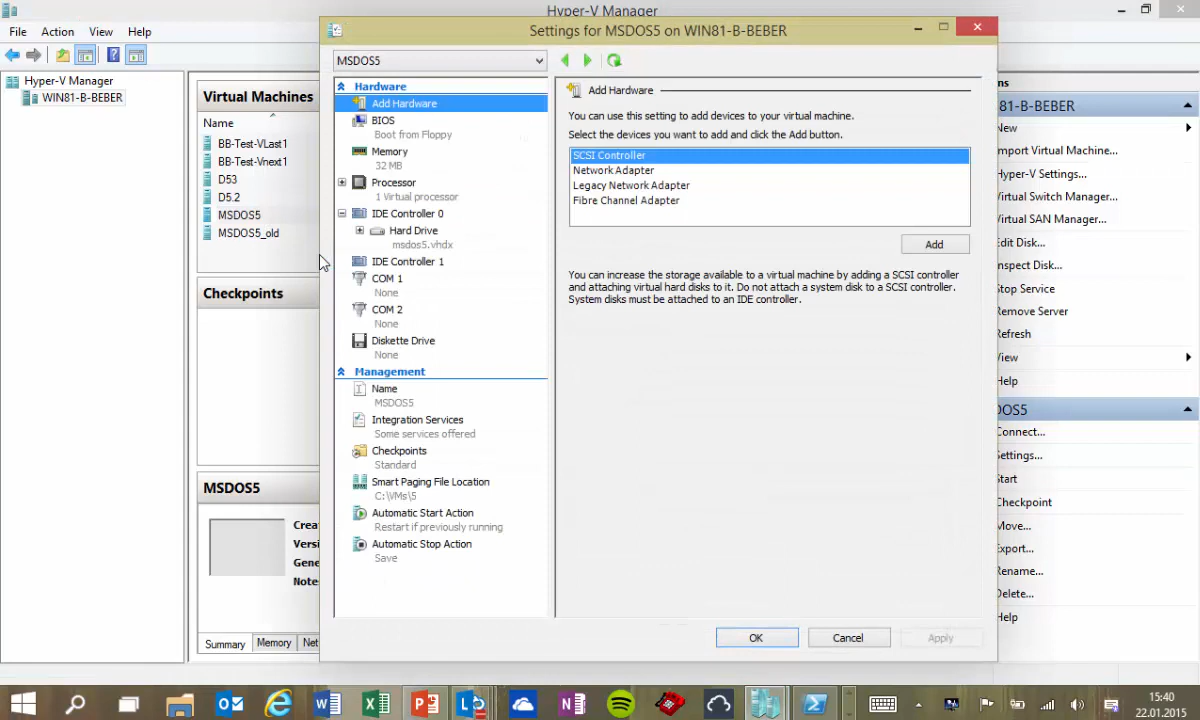 Hyper-V Manager
File Action View Help
Hyper-V Manager
WIN81-B-BEBER
Virtual Machines
Name
BB-Test-VLast1
BB-Test-Vnext1
D53
D5.2
MSDOS5
MSDOS5_old
Checkpoints
MSDOS5
Crea
Versi
Gene
Note
Summary Memory Net
Settings for MSDOS5 on WIN81-B-BEBER
MSDOS5
Hardware
Add Hardware
BIOS
Boot from Floppy
Memory
32 MB
Processor
1 Virtual processor
IDE Controller 0
Hard Drive
msdos5.vhdx
IDE Controller 1
COM 1
None
COM 2
None
Diskette Drive
None
Management
Name
MSDOS5
Integration Services
Some services offered
Checkpoints
Standard
Smart Paging File Location
C:\VMs\5
Automatic Start Action
Restart if previously running
Automatic Stop Action
Save
Add Hardware
You can use this setting to add devices to your virtual machine.
Select the devices you want to add and click the Add button.
SCSI Controller
Network Adapter
Legacy Network Adapter
Fibre Channel Adapter
Add
You can increase the storage available to a virtual machine by adding a SCSI controller
and attaching virtual hard disks to it. Do not attach a system disk to a SCSI controller.
System disks must be attached to an IDE controller.
OK Cancel Apply
ns
81-B-BEBER
New
mport Virtual Machine...
Hyper-V Settings...
Virtual Switch Manager...
Virtual SAN Manager...
Edit Disk...
nspect Disk...
Stop Service
Remove Server
Refresh
View
Help
DOS5
Connect...
Settings...
Start
Checkpoint
Move...
Export...
Rename...
Delete...
Help
15:40
22.01.2015